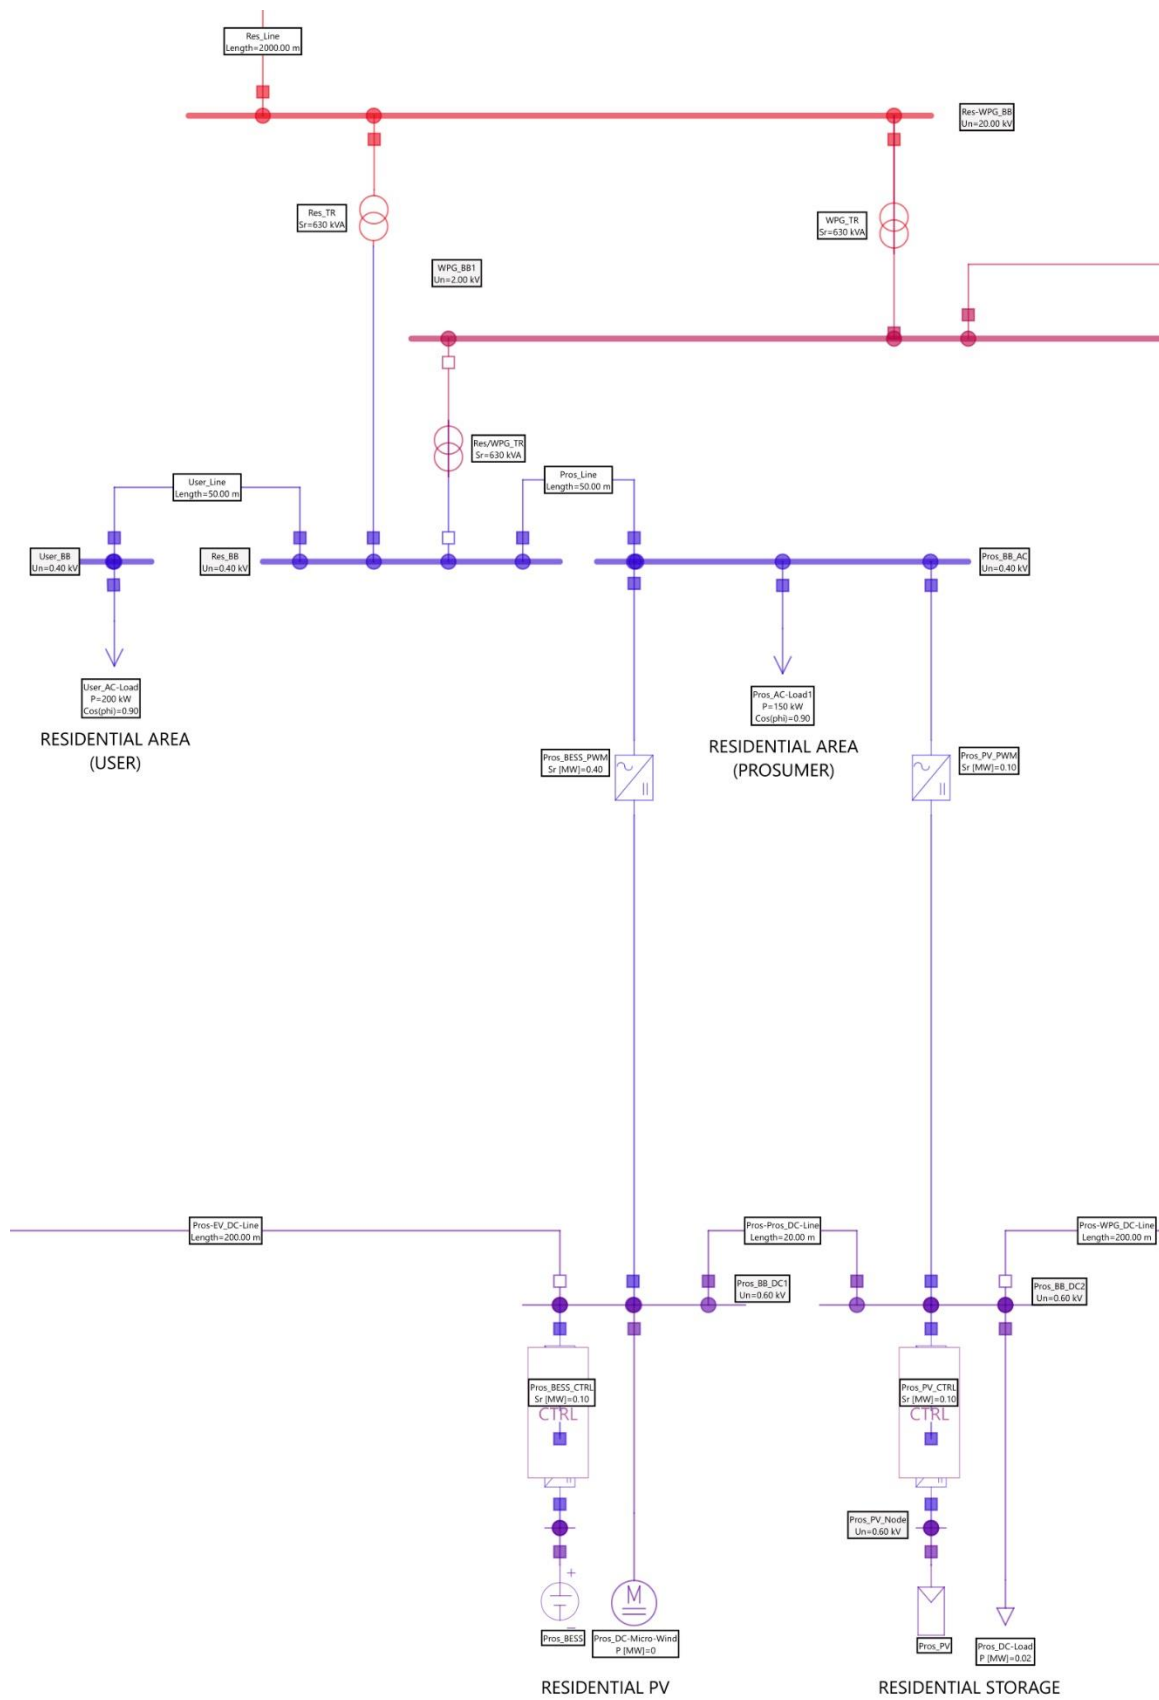 Res_Line
Length=2000.00 m
Res-WPG_BB
Un=20.00 kV
Res_TR
Sr=630 kVA
WPG_TR
Sr=630 kVA
WPG_BB1
Un=2.00 kV
Res/WPG_TR
Sr=630 kVA
User_Line
Length=50.00 m
Pros_Line
Length=50.00 m
User_BB
Un=0.40 kV
Res_BB
Un=0.40 kV
Pros_BB_AC
Un=0.40 kV
User_AC-Load
P=200 kW
Cos(phi)=0.90
RESIDENTIAL AREA
(USER)
Pros_AC-Load1
P=150 kW
Cos(phi)=0.90
RESIDENTIAL AREA
(PROSUMER)
Pros_BESS_PWM
Sr [MW]=0.40
Pros_PV_PWM
Sr [MW]=0.10
Pros-EV_DC-Line
Length=200.00 m
Pros-Pros_DC-Line
Length=20.00 m
Pros-WPG_DC-Line
Length=200.00 m
Pros_BB_DC1
Un=0.60 kV
Pros_BB_DC2
Un=0.60 kV
Pros_BESS_CTRL
Sr [MW]=0.10
CTRL
Pros_PV_CTRL
Sr [MW]=0.10
CTRL
Pros_PV_Node
Un=0.60 kV
+
M
Pros_BESS
Pros_DC-Micro-Wind
P [MW]=0
Pros_PV
Pros_DC-Load
P [MW]=0.02
RESIDENTIAL PV
RESIDENTIAL STORAGE